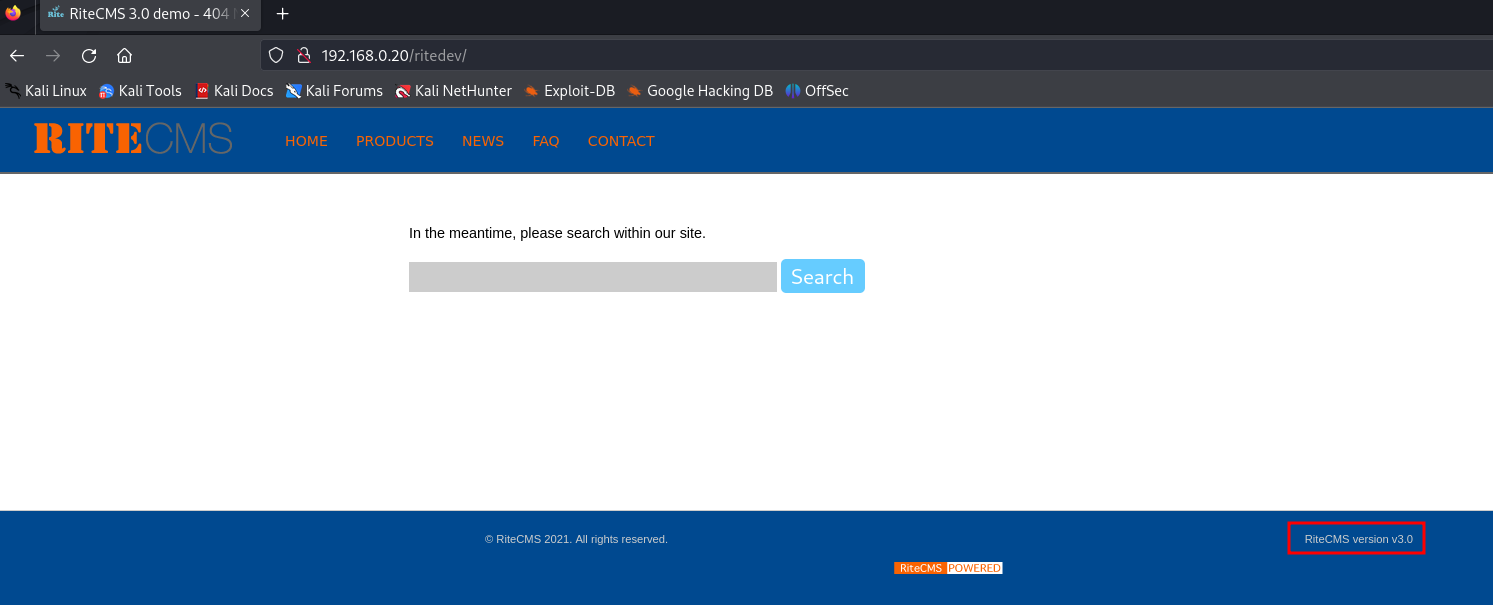 Rite RiteCMS 3.0 demo - 404
192.168.0.20/ritedev/
Kali Linux Kali Tools Kali Docs Kali Forums Kali NetHunter Exploit-DB Google Hacking DB OffSec
RITECMS HOME PRODUCTS NEWS FAQ CONTACT
In the meantime, please search within our site.
Search
© RiteCMS 2021. All rights reserved. RiteCMS version v3.0
RiteCMS POWERED